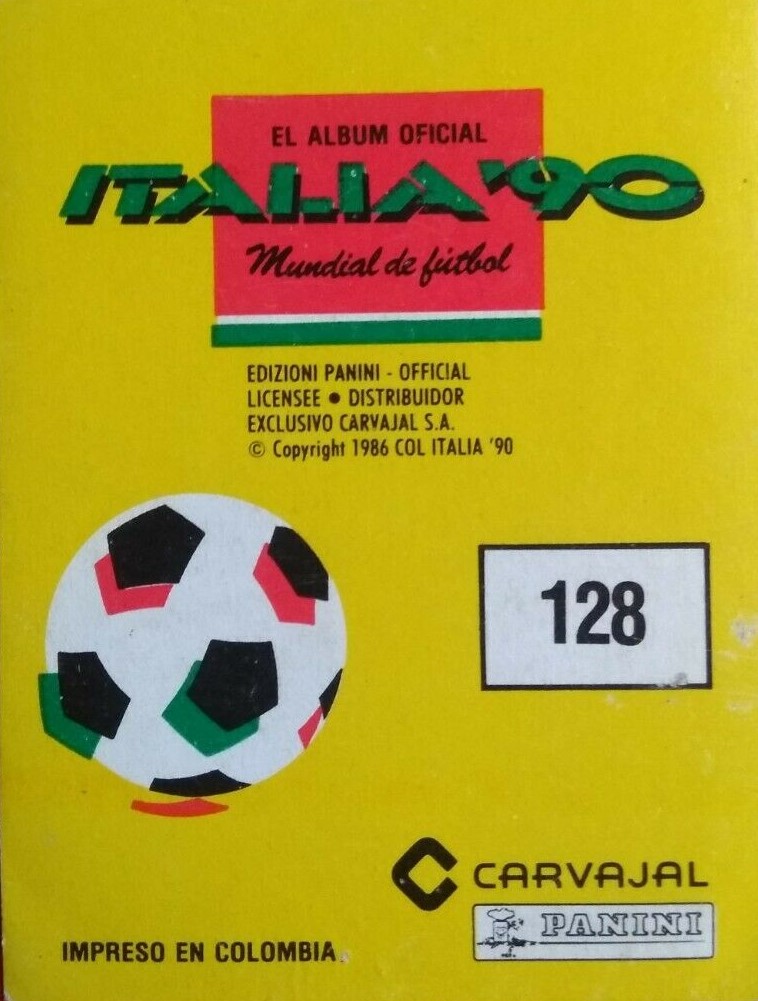 EL ALBUM OFICIAL
ITALIA '90
Mundial de fútbol
EDIZIONI PANINI - OFFICIAL
LICENSEE • DISTRIBUIDOR
EXCLUSIVO CARVAJAL S.A.
© Copyright 1986 COL ITALIA '90
128
CARVAJAL
PANINI
IMPRESO EN COLOMBIA